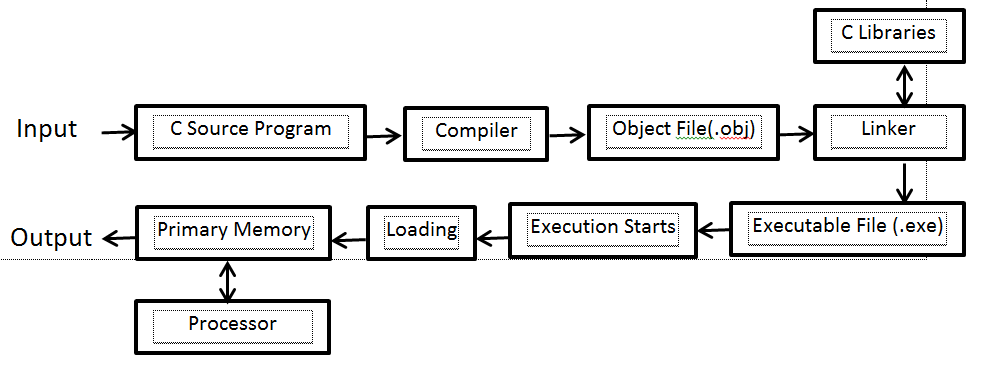 C Libraries
Input
C Source Program
Compiler
Object File(.obj)
Linker
Output
Primary Memory
Loading
Execution Starts
Executable File (.exe)
Processor